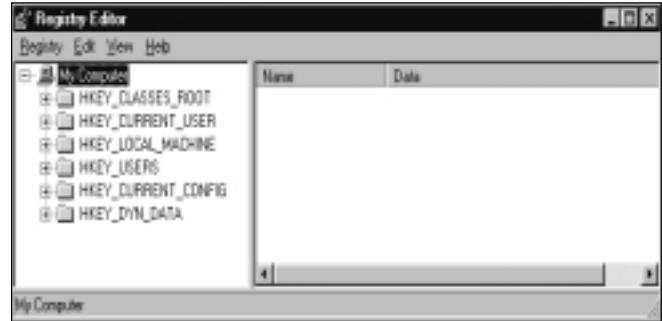 Registry Editor
Registry Edit View Help
My Computer
HKEY_CLASSES_ROOT
HKEY_CURRENT_USER
HKEY_LOCAL_MACHINE
HKEY_USERS
HKEY_CURRENT_CONFIG
HKEY_DYN_DATA
Name Data
My Computer